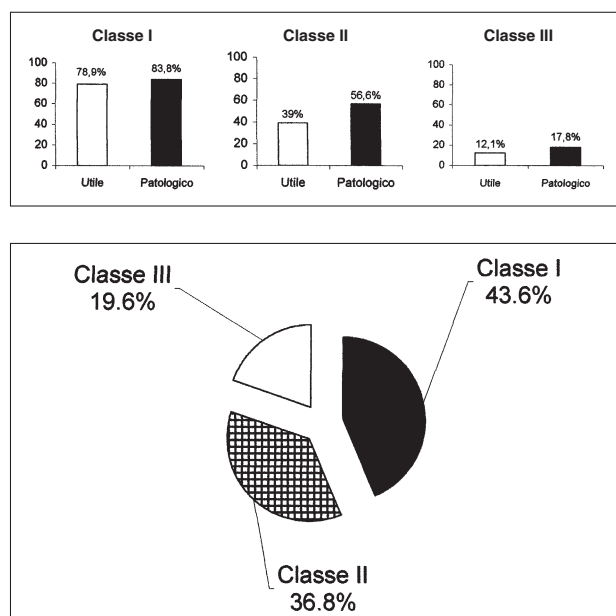 Classe I
100
80
60
40
20
0
78,9%
83,8%
Utile
Patologico
Classe II
100
80
60
40
20
0
39%
56,6%
Utile
Patologico
Classe III
100
80
60
40
20
0
12,1%
17,8%
Utile
Patologico
Classe III
19.6%
Classe I
43.6%
Classe II
36.8%